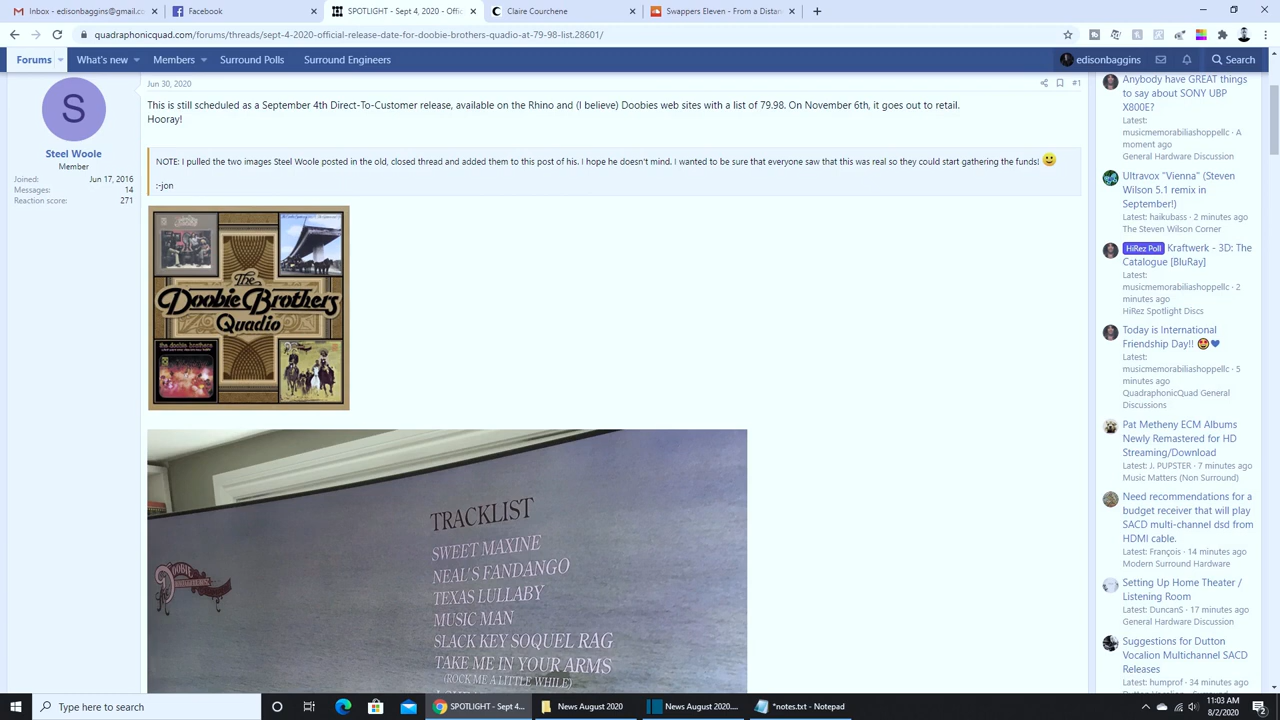 Gmail - edisonbaggins@gmail.co
Facebook
SPOTLIGHT - Sept 4, 2020 - Offic
Claire Courchene
Swappers Eleven - From a Distan
quadraphonicquad.com/forums/threads/sept-4-2020-official-release-date-for-doobie-brothers-quadio-at-79-98-list.28601/
Forums
What's new
Members
Surround Polls
Surround Engineers
edisonbaggins
Search
S
Steel Woole
Member
Joined: Jun 17, 2016
Messages: 14
Reaction score: 271
Jun 30, 2020
#1
This is still scheduled as a September 4th Direct-To-Customer release, available on the Rhino and (I believe) Doobies web sites with a list of 79.98. On November 6th, it goes out to retail.
Hooray!
NOTE: I pulled the two images Steel Woole posted in the old, closed thread and added them to this post of his. I hope he doesn't mind. I wanted to be sure that everyone saw that this was real so they could start gathering the funds!
:-jon
The
Doobie Brothers
Quadio
the doobie brothers
DOOBIE
BROTHERS
TRACKLIST
SWEET MAXINE
NEAL'S FANDANGO
TEXAS LULLABY
MUSIC MAN
SLACK KEY SOQUEL RAG
TAKE ME IN YOUR ARMS
(ROCK ME A LITTLE WHILE)
Anybody have GREAT things
to say about SONY UBP
X800E?
Latest:
musicmemorabiliashoppellc · A
moment ago
General Hardware Discussion
Ultravox "Vienna" (Steven
Wilson 5.1 remix in
September!)
Latest: haikubass · 2 minutes ago
The Steven Wilson Corner
HiRez Poll Kraftwerk - 3D: The
Catalogue [BluRay]
Latest:
musicmemorabiliashoppellc · 2
minutes ago
HiRez Spotlight Discs
Today is International
Friendship Day!!
Latest:
musicmemorabiliashoppellc · 5
minutes ago
QuadraphonicQuad General
Discussions
Pat Metheny ECM Albums
Newly Remastered for HD
Streaming/Download
Latest: J. PUPSTER · 7 minutes ago
Music Matters (Non Surround)
Need recommendations for a
budget receiver that will play
SACD multi-channel dsd from
HDMI cable.
Latest: François · 14 minutes ago
Modern Surround Hardware
Setting Up Home Theater /
Listening Room
Latest: DuncanS · 17 minutes ago
General Hardware Discussion
Suggestions for Dutton
Vocalion Multichannel SACD
Releases
Latest: humprof · 34 minutes ago
Type here to search
SPOTLIGHT - Sept 4...
News August 2020
News August 2020....
*notes.txt - Notepad
11:03 AM
8/2/2020
2